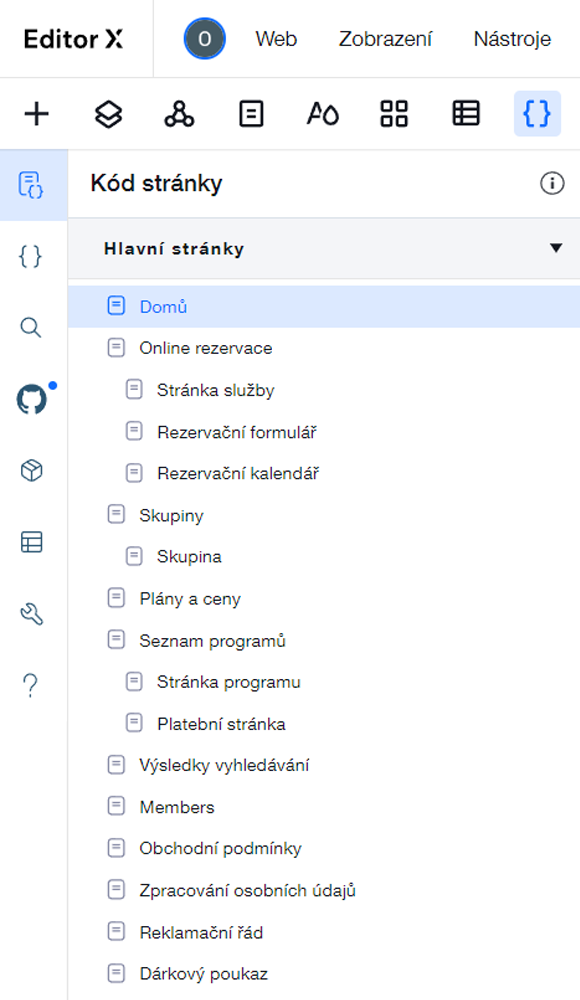 Editor X
O
Web
Zobrazení
Nástroje
Kód stránky
Hlavní stránky
Domů
Online rezervace
Stránka služby
Rezervační formulář
Rezervační kalendář
Skupiny
Skupina
Plány a ceny
Seznam programů
Stránka programu
Platební stránka
Výsledky vyhledávání
Members
Obchodní podmínky
Zpracování osobních údajů
Reklamační řád
Dárkový poukaz